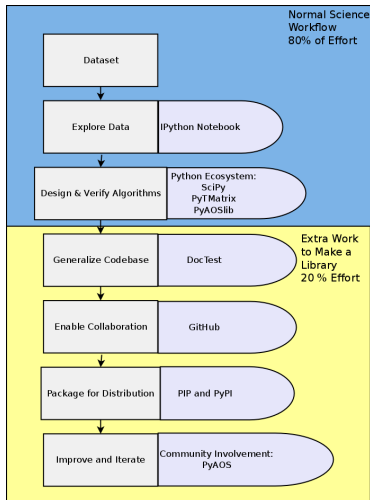 Normal Science
Workflow
80% of Effort
Dataset
Explore Data
IPython Notebook
Design & Verify Algorithms
Python Ecosystem:
SciPy
PyTMatrix
PyAOSlib
Extra Work
to Make a
Library
20 % Effort
Generalize Codebase
DocTest
Enable Collaboration
GitHub
Package for Distribution
PIP and PyPI
Improve and Iterate
Community Involvement:
PyAOS